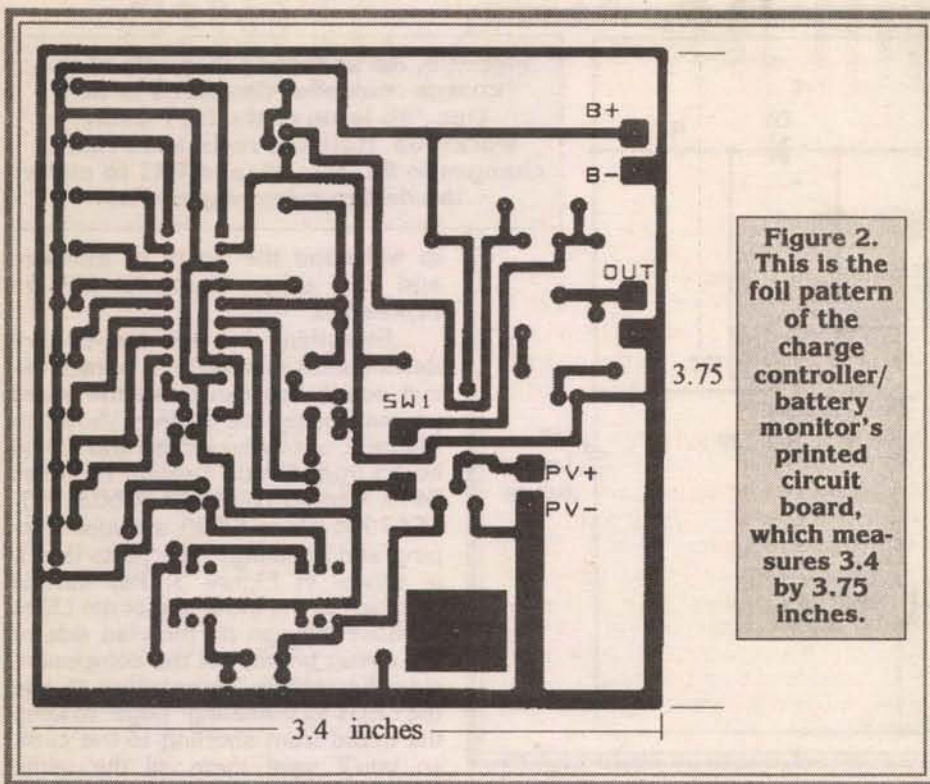 B+
B-
OUT
SW1
PV+
PV-
3.75
3.4 inches
Figure 2.
This is the
foil pattern
of the
charge
controller/
battery
monitor's
printed
circuit
board,
which mea-
sures 3.4
by 3.75
inches.